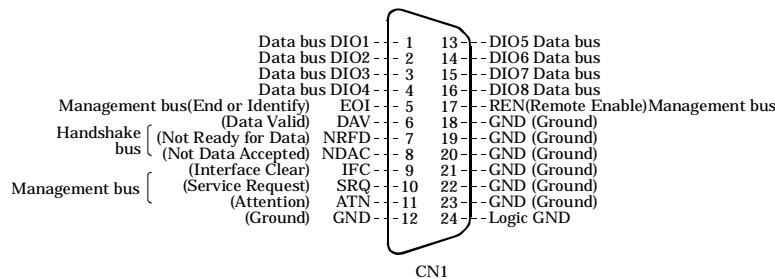 Data bus DIO1 1 13 DIO5 Data bus
Data bus DIO2 2 14 DIO6 Data bus
Data bus DIO3 3 15 DIO7 Data bus
Data bus DIO4 4 16 DIO8 Data bus
Management bus(End or Identify) EOI 5 17 REN(Remote Enable)Management bus
(Data Valid) DAV 6 18 GND (Ground)
Handshake bus
(Not Ready for Data) NRFD 7 19 GND (Ground)
(Not Data Accepted) NDAC 8 20 GND (Ground)
(Interface Clear) IFC 9 21 GND (Ground)
Management bus
(Service Request) SRQ 10 22 GND (Ground)
(Attention) ATN 11 23 GND (Ground)
(Ground) GND 12 24 Logic GND
CN1